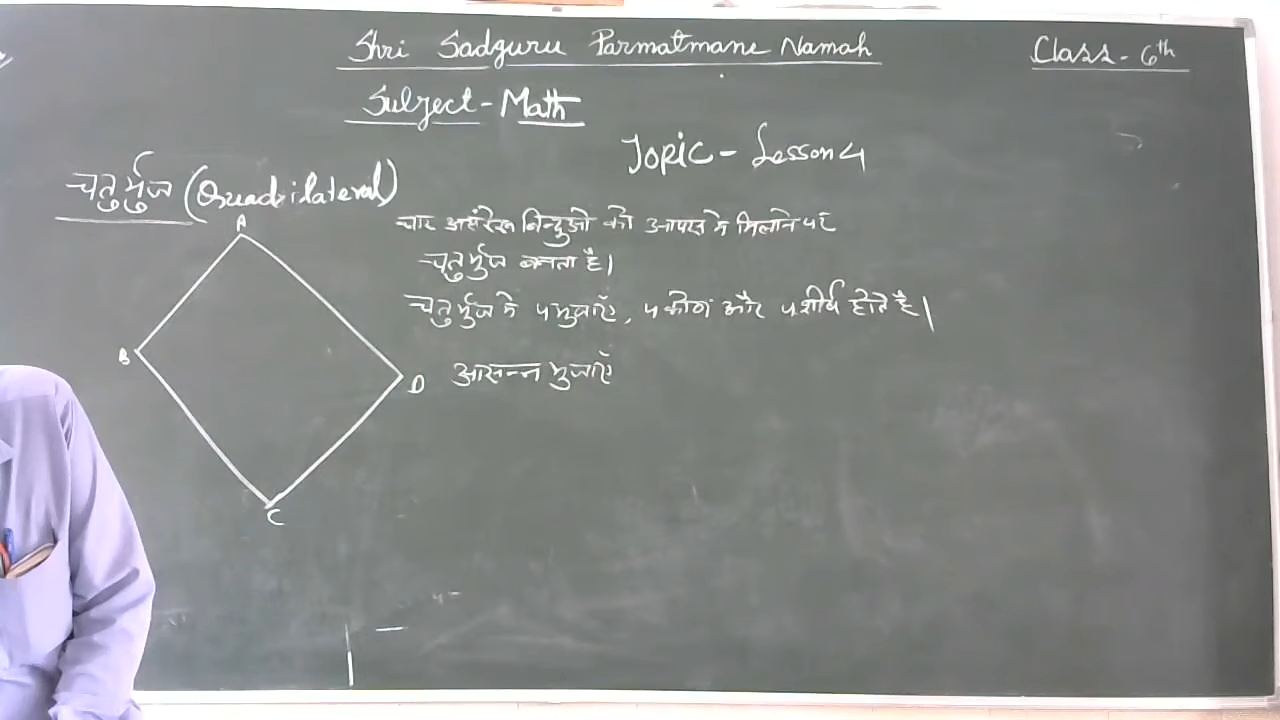 Shri Sadguru Parmatmane Namah
Class - 6th
Subject - Math
Topic - Lesson 4
चतुर्भुज (Quadrilateral)
चार असंरेख बिन्दुओ को आपस मे मिलाने पर
चतुर्भुज बनता है।
चतुर्भुज मे 4 भुजाएँ, 4 कोण और 4 शीर्ष होते है।
आसन्न भुजाएँ
A
B
D
C